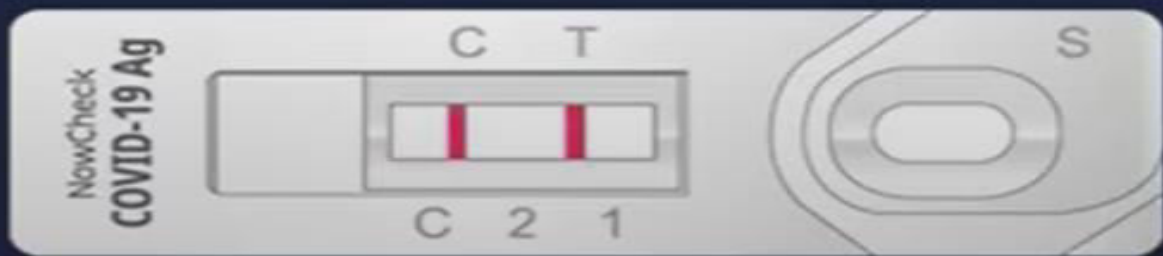 NowCheck
COVID-19 Ag
C T
S
C 2 1